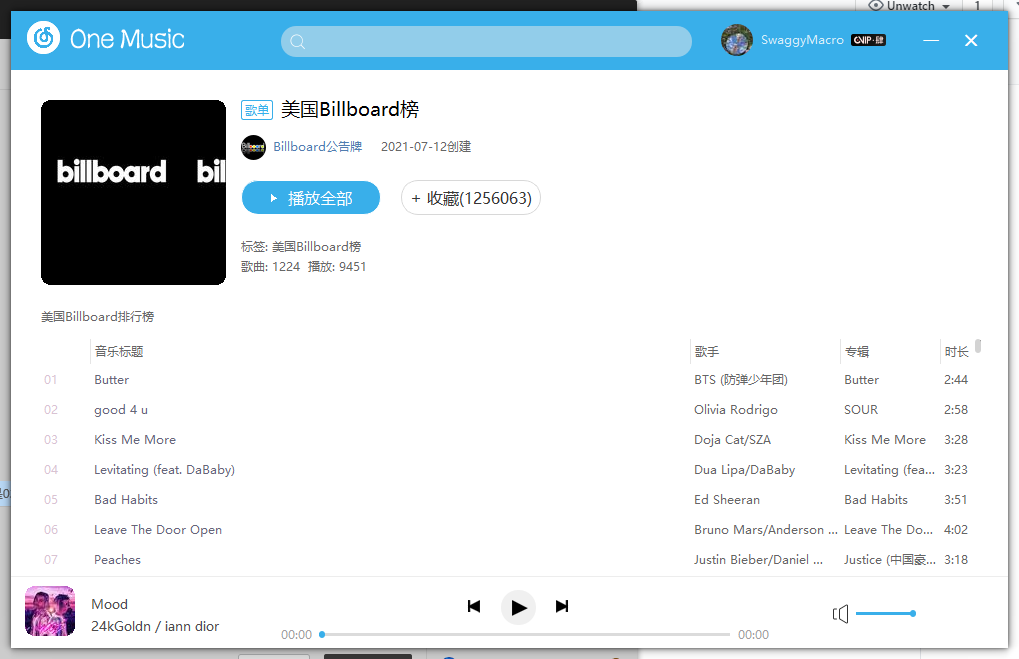 Unwatch 1
One Music
SwaggyMacro
billboard bil
歌单 美国Billboard榜
Billboard公告牌 2021-07-12创建
播放全部 + 收藏(1256063)
标签: 美国Billboard榜
歌曲: 1224 播放: 9451
美国Billboard排行榜
音乐标题 歌手 专辑 时长
01 Butter BTS (防弹少年团) Butter 2:44
02 good 4 u Olivia Rodrigo SOUR 2:58
03 Kiss Me More Doja Cat/SZA Kiss Me More 3:28
04 Levitating (feat. DaBaby) Dua Lipa/DaBaby Levitating (fea... 3:23
05 Bad Habits Ed Sheeran Bad Habits 3:51
06 Leave The Door Open Bruno Mars/Anderson ... Leave The Do... 4:02
07 Peaches Justin Bieber/Daniel ... Justice (中国豪... 3:18
Mood
24kGoldn / iann dior
00:00 00:00